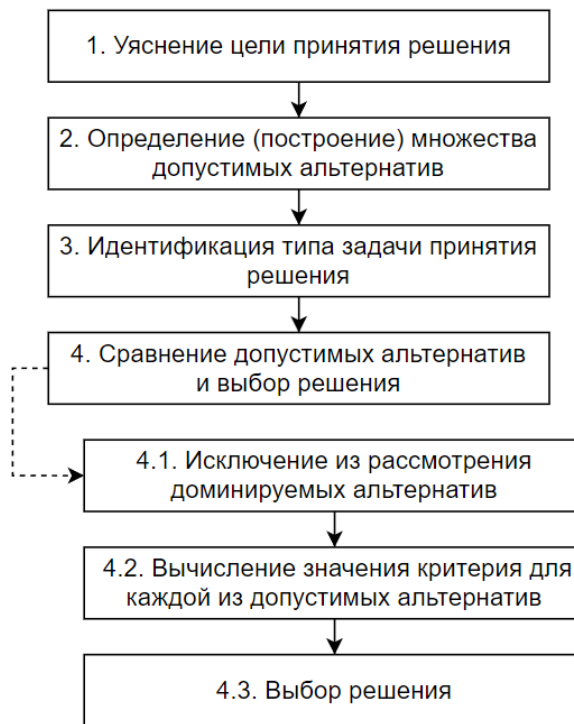 1. Уяснение цели принятия решения
2. Определение (построение) множества
допустимых альтернатив
3. Идентификация типа задачи принятия
решения
4. Сравнение допустимых альтернатив
и выбор решения
4.1. Исключение из рассмотрения
доминируемых альтернатив
4.2. Вычисление значения критерия для
каждой из допустимых альтернатив
4.3. Выбор решения